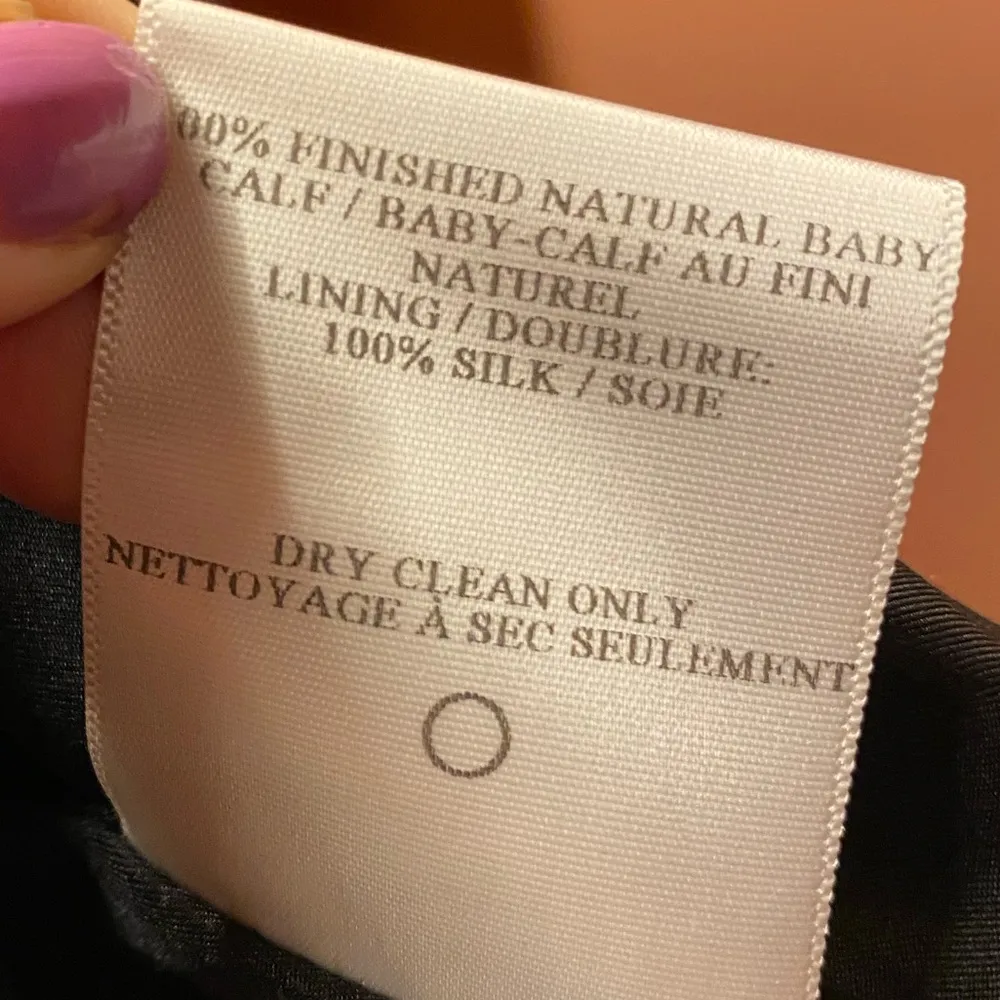 00% FINISHED NATURAL BABY
CALF / BABY-CALF AU FINI
NATUREL
LINING / DOUBLURE:
100% SILK / SOIE
DRY CLEAN ONLY
NETTOYAGE À SEC SEULEMENT